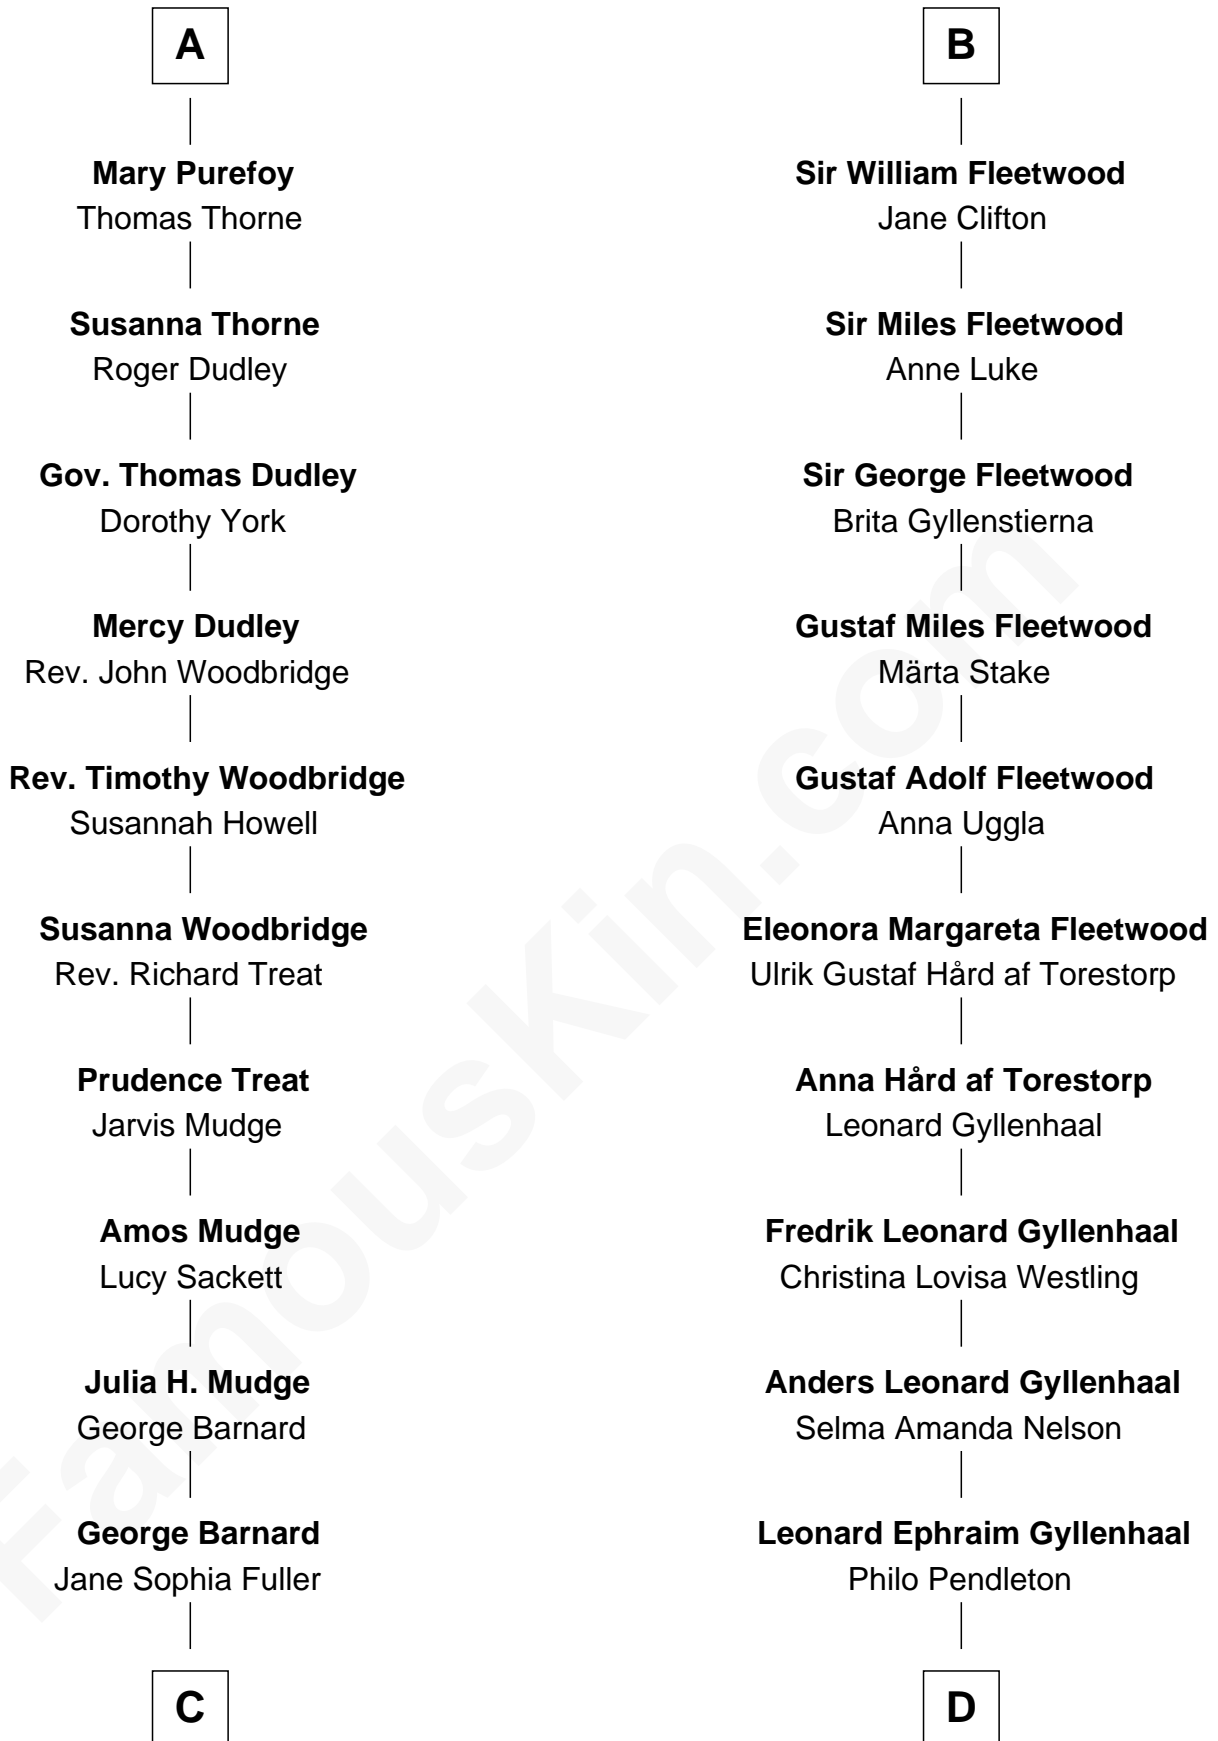 A
Mary Purefoy
Thomas Thorne
Susanna Thorne
Roger Dudley
Gov. Thomas Dudley
Dorothy York
Mercy Dudley
Rev. John Woodbridge
Rev. Timothy Woodbridge
Susannah Howell
Susanna Woodbridge
Rev. Richard Treat
Prudence Treat
Jarvis Mudge
Amos Mudge
Lucy Sackett
Julia H. Mudge
George Barnard
George Barnard
Jane Sophia Fuller
C
B
Sir William Fleetwood
Jane Clifton
Sir Miles Fleetwood
Anne Luke
Sir George Fleetwood
Brita Gyllenstierna
Gustaf Miles Fleetwood
Märta Stake
Gustaf Adolf Fleetwood
Anna Uggla
Eleonora Margareta Fleetwood
Ulrik Gustaf Hård af Torestorp
Anna Hård af Torestorp
Leonard Gyllenhaal
Fredrik Leonard Gyllenhaal
Christina Lovisa Westling
Anders Leonard Gyllenhaal
Selma Amanda Nelson
Leonard Ephraim Gyllenhaal
Philo Pendleton
D
FamousKin.com